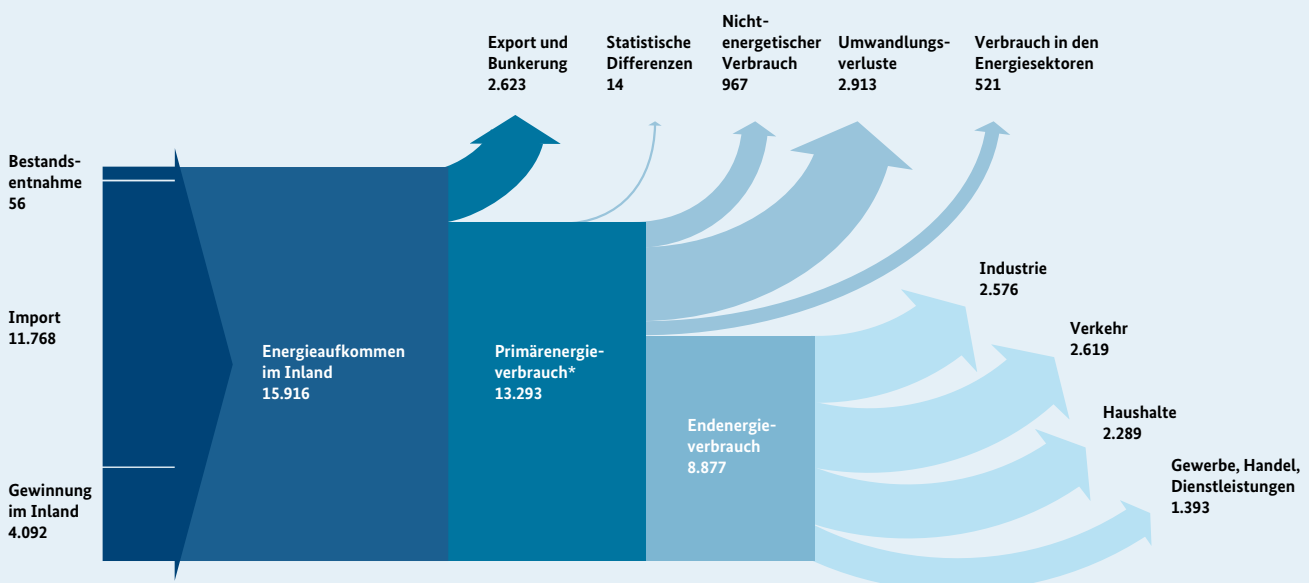 Export und
Bunkerung
2.623
Statistische
Differenzen
14
Nicht-
energetischer
Verbrauch
967
Umwandlungs-
verluste
2.913
Verbrauch in den
Energiesektoren
521
Bestands-
entnahme
56
Import
11.768
Gewinnung
im Inland
4.092
Energieaufkommen
im Inland
15.916
Primärenergie-
verbrauch*
13.293
Endenergie-
verbrauch
8.877
Industrie
2.576
Verkehr
2.619
Haushalte
2.289
Gewerbe, Handel,
Dienstleistungen
1.393